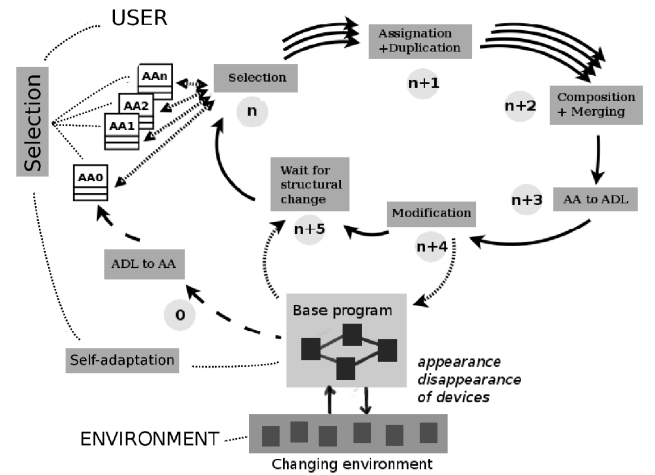 USER
Assignation
+Duplication
n+1
Selection
n
AAn
AA2
AA1
AA0
Selection
n+2
Composition
+ Merging
Wait for
structural
change
n+5
Modification
n+4
n+3
AA to ADL
ADL to AA
0
Base program
Self-adaptation
appearance
disappearance
of devices
ENVIRONMENT
Changing environment